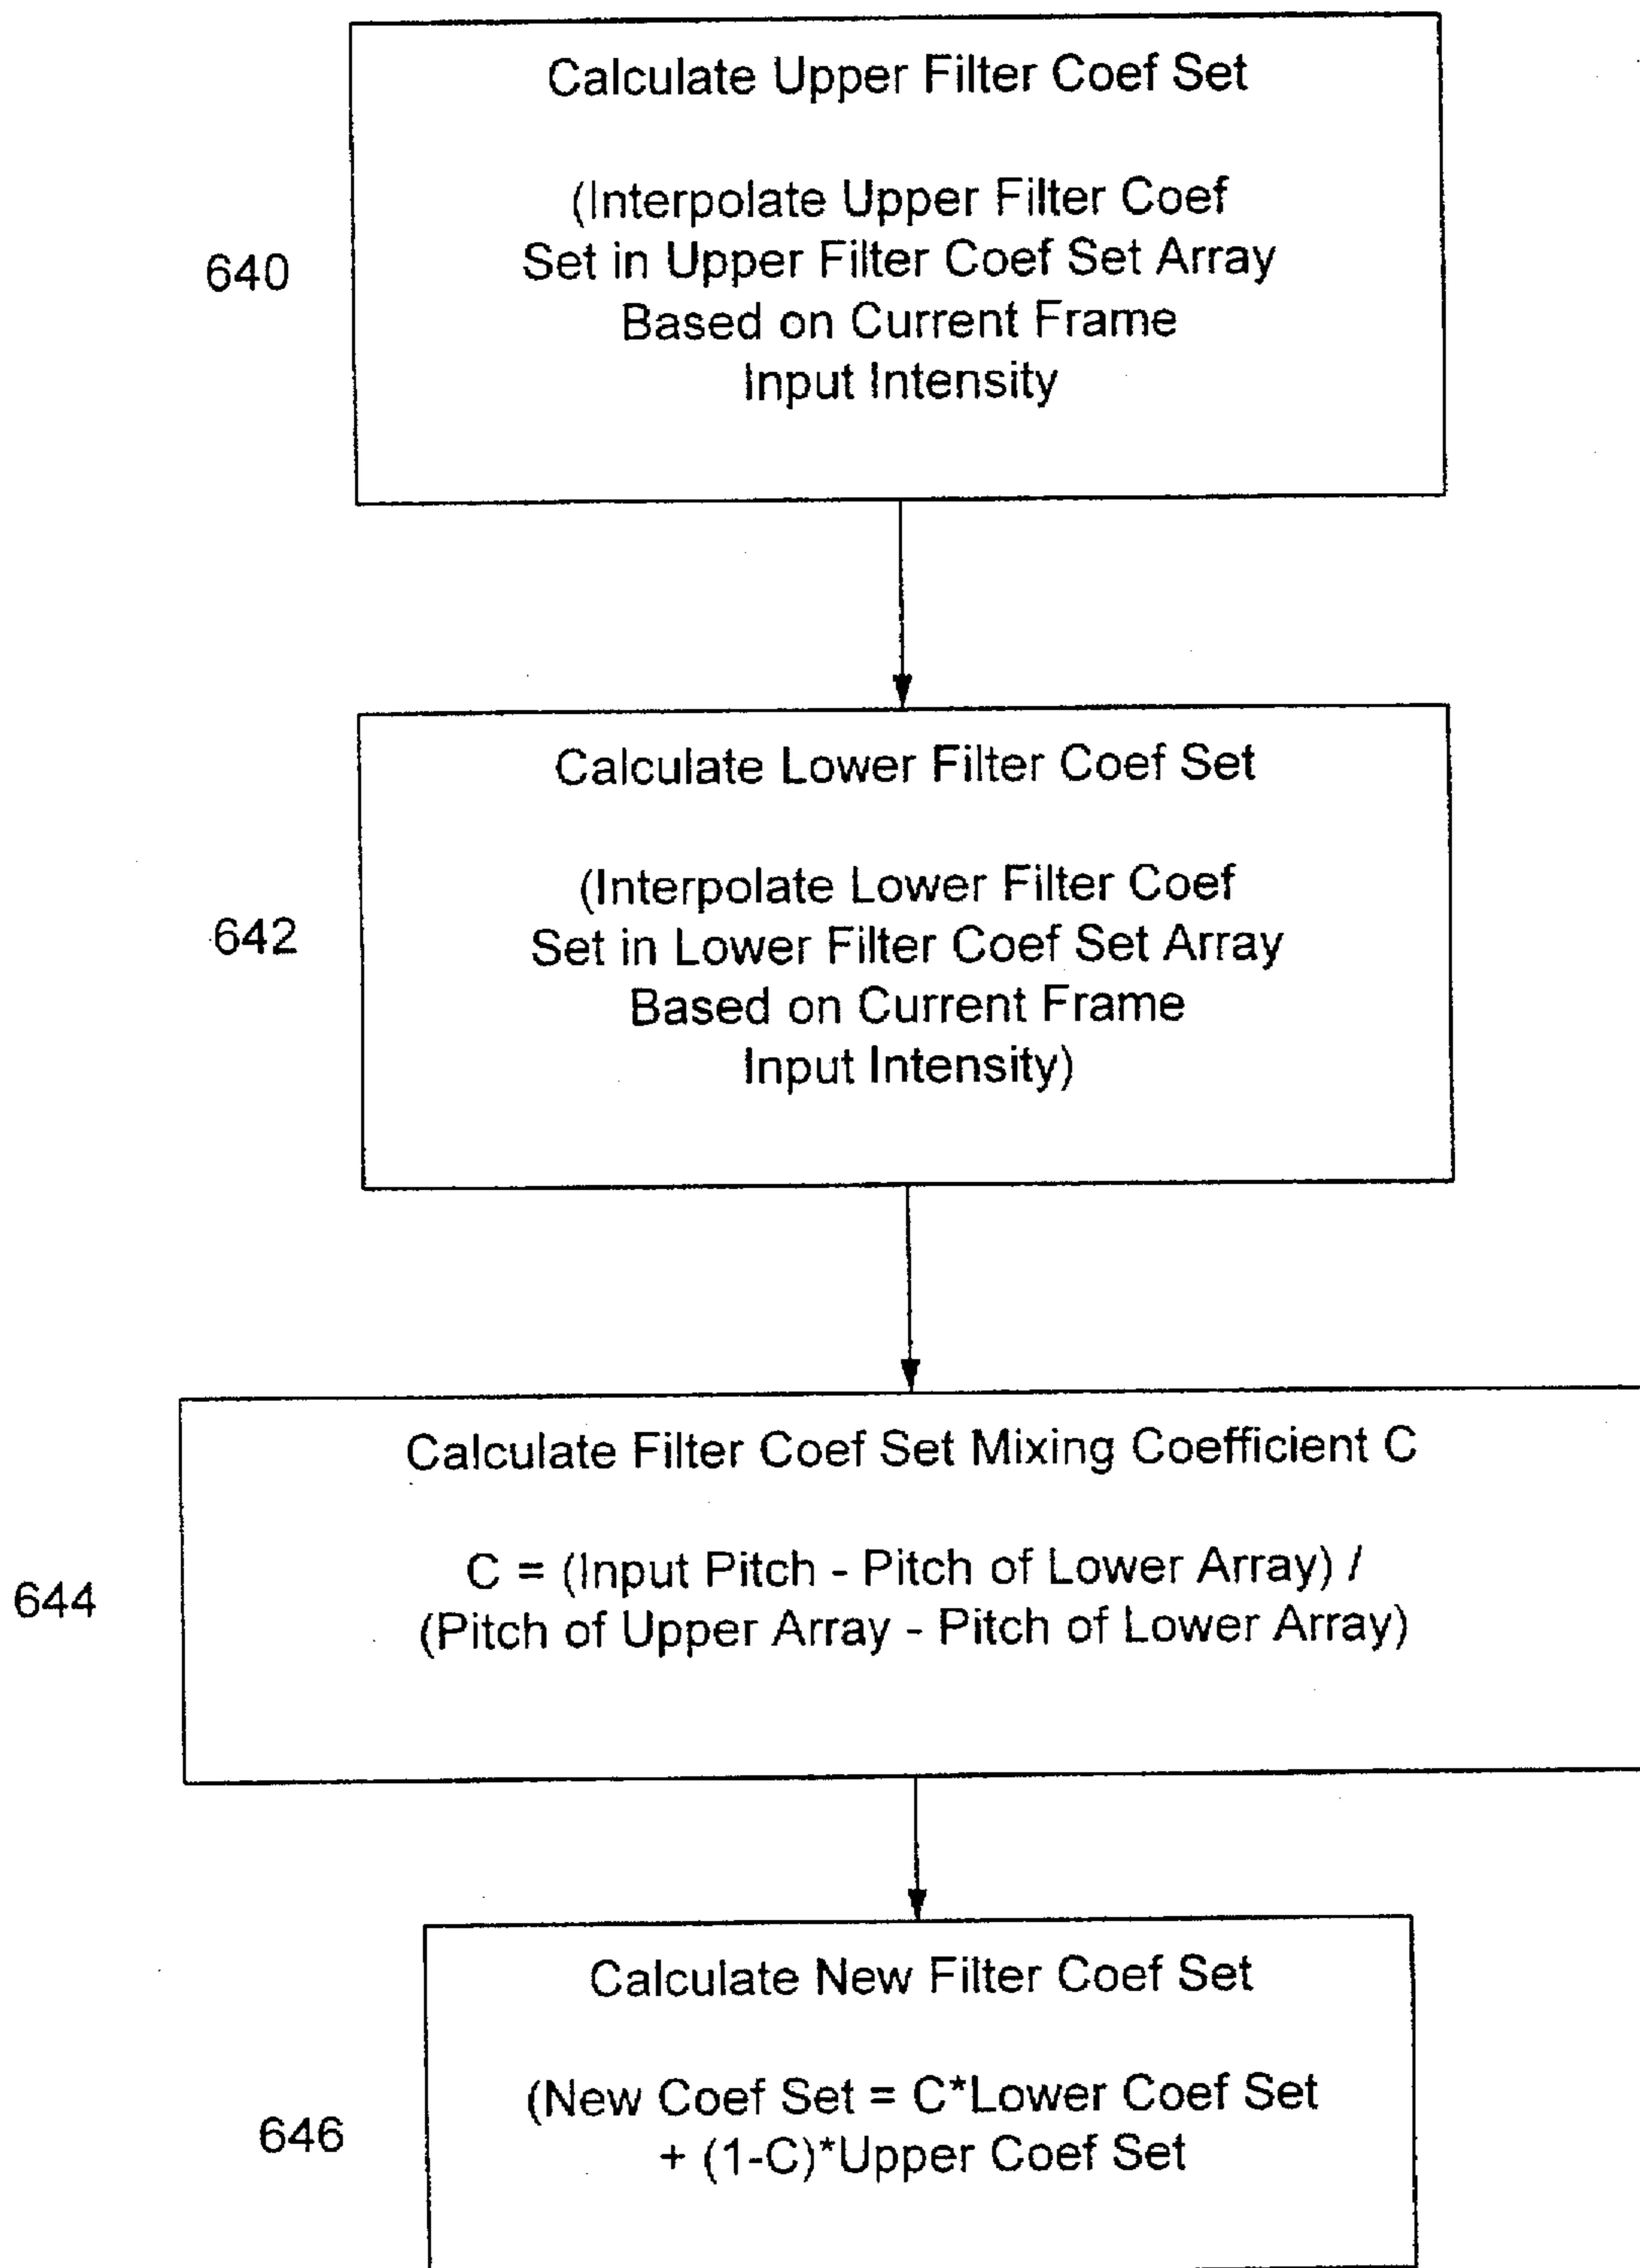 Calculate Upper Filter Coef Set
(Interpolate Upper Filter Coef
Set in Upper Filter Coef Set Array
Based on Current Frame
Input Intensity
640
Calculate Lower Filter Coef Set
(Interpolate Lower Filter Coef
Set in Lower Filter Coef Set Array
Based on Current Frame
Input Intensity)
642
Calculate Filter Coef Set Mixing Coefficient C
C = (Input Pitch - Pitch of Lower Array) /
(Pitch of Upper Array - Pitch of Lower Array)
644
Calculate New Filter Coef Set
(New Coef Set = C*Lower Coef Set
+ (1-C)*Upper Coef Set
646